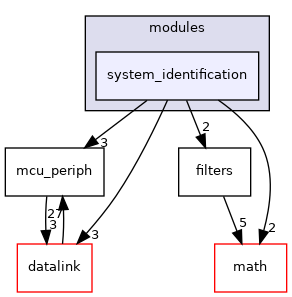 modules
system_identification
2
3
mcu_periph
filters
27
3
5
2
3
datalink
math